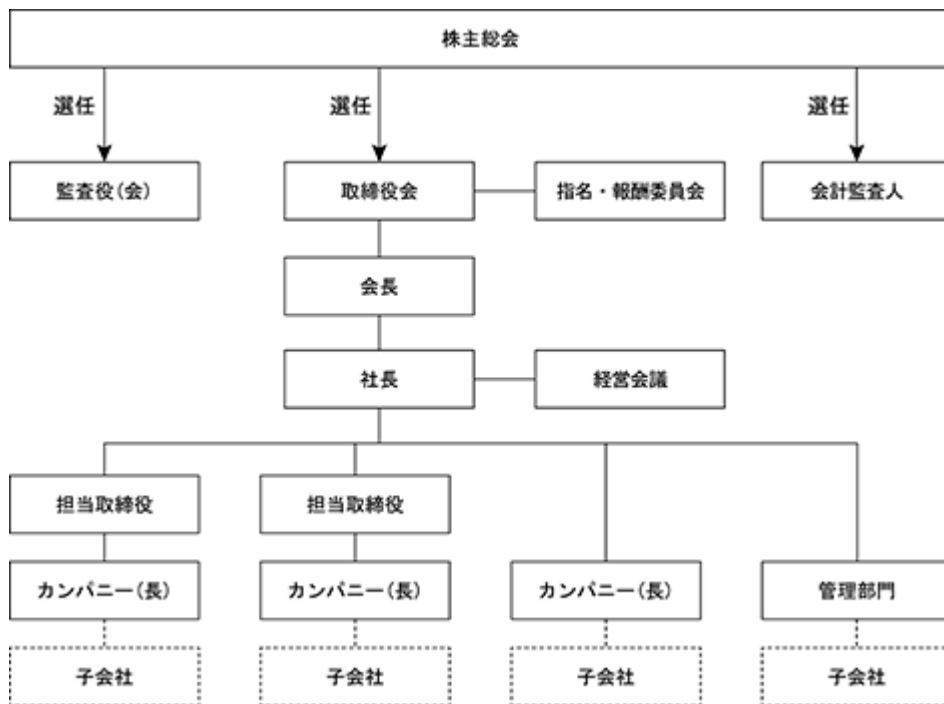 株主総会
選任
選任
選任
監査役(会)
取締役会
指名・報酬委員会
会計監査人
会長
社長
経営会議
担当取締役
担当取締役
カンパニー(長)
カンパニー(長)
カンパニー(長)
管理部門
子会社
子会社
子会社
子会社